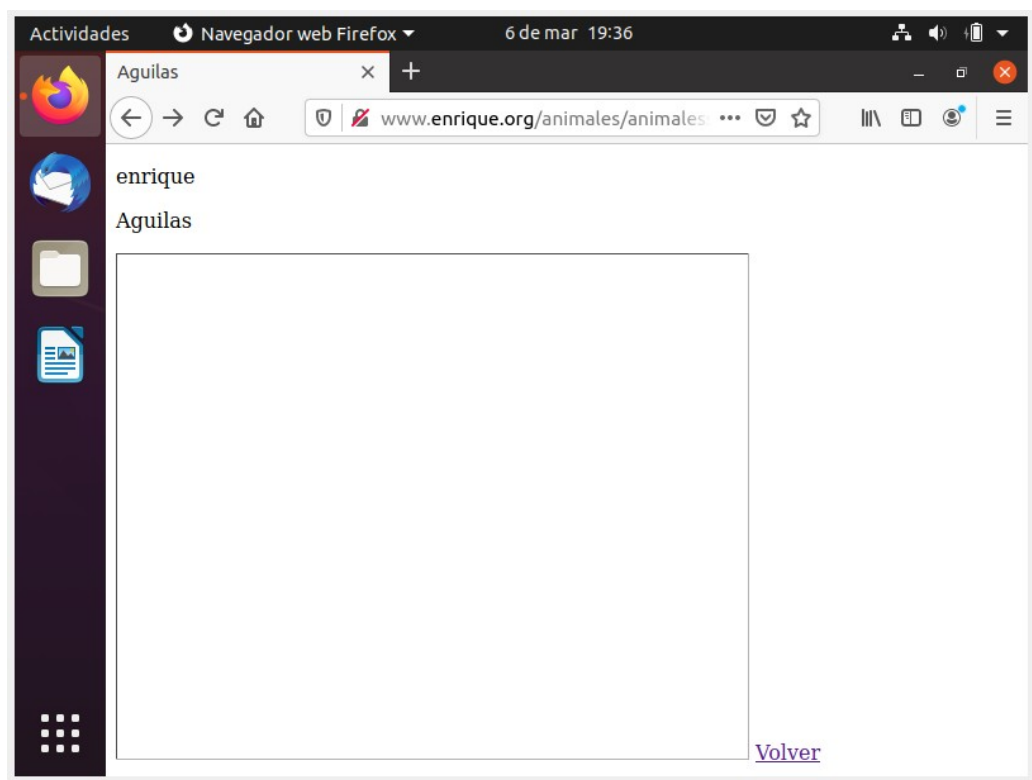 Actividades Navegador web Firefox 6 de mar 19:36
Aguilas
www.enrique.org/animales/animales
enrique
Aguilas
Volver